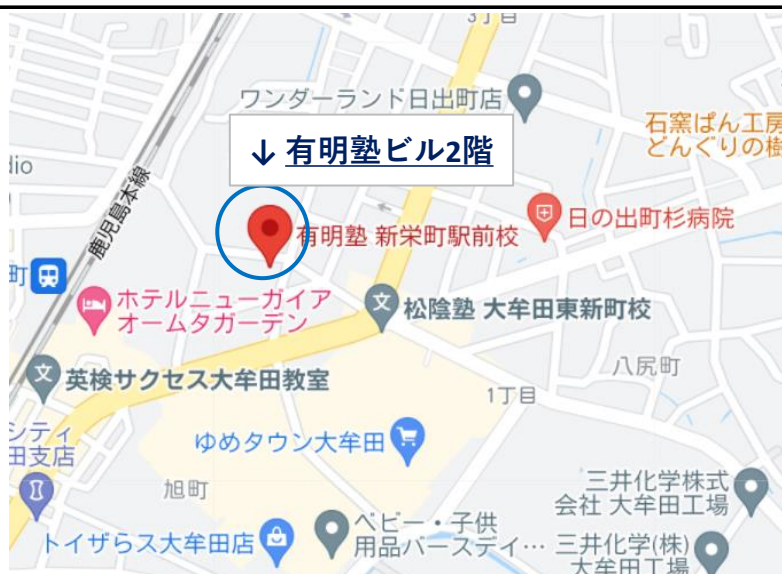 3丁目
ワンダーランド日出町店
石窯ぱん工房
どんぐりの樹
↓ 有明塾ビル2階
dio
鹿児島本線
有明塾 新栄町駅前校
日の出町杉病院
町
ホテルニューガイア
オームタガーデン
松陰塾 大牟田東新町校
八尻町
英検サクセス大牟田教室
1丁目
シティ
田支店
ゆめタウン大牟田
旭町
三井化学株式
会社 大牟田工場
トイザらス大牟田店
ベビー・子供
用品バースデイ…
三井化学(株)
大牟田工場